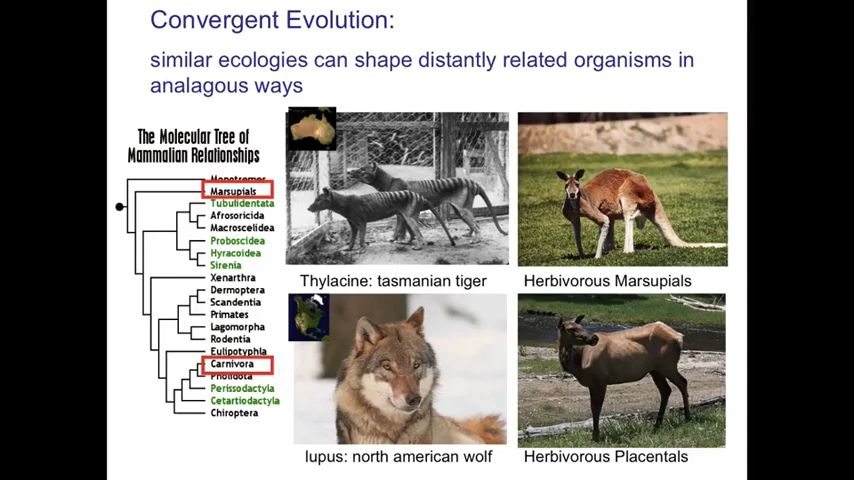 Convergent Evolution:
similar ecologies can shape distantly related organisms in
analagous ways
The Molecular Tree of
Mammalian Relationships
Monotremes
Marsupials
Tubulidentata
Afrosoricida
Macroscelidea
Proboscidea
Hyracoidea
Sirenia
Xenarthra
Dermoptera
Scandentia
Primates
Lagomorpha
Rodentia
Eulipotyphla
Carnivora
Pholidota
Perissodactyla
Cetartiodactyla
Chiroptera
Thylacine: tasmanian tiger
Herbivorous Marsupials
lupus: north american wolf
Herbivorous Placentals